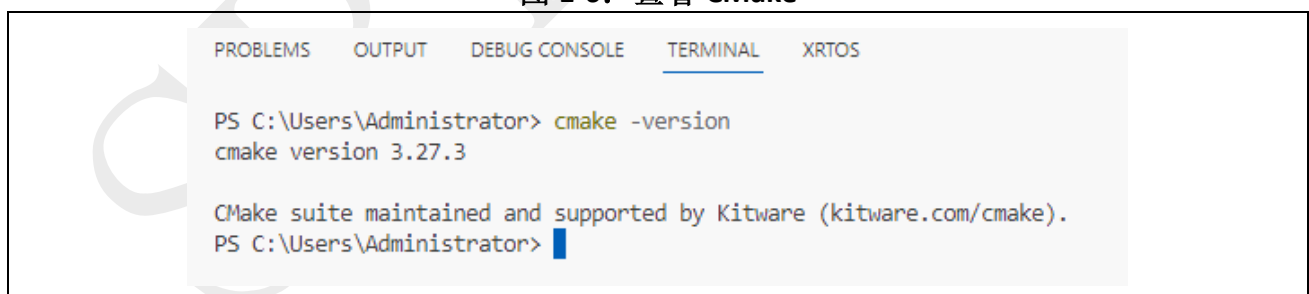 CMake
PROBLEMS OUTPUT DEBUG CONSOLE TERMINAL XRTOS
PS C:\Users\Administrator> cmake -version
cmake version 3.27.3
CMake suite maintained and supported by Kitware (kitware.com/cmake).
PS C:\Users\Administrator>